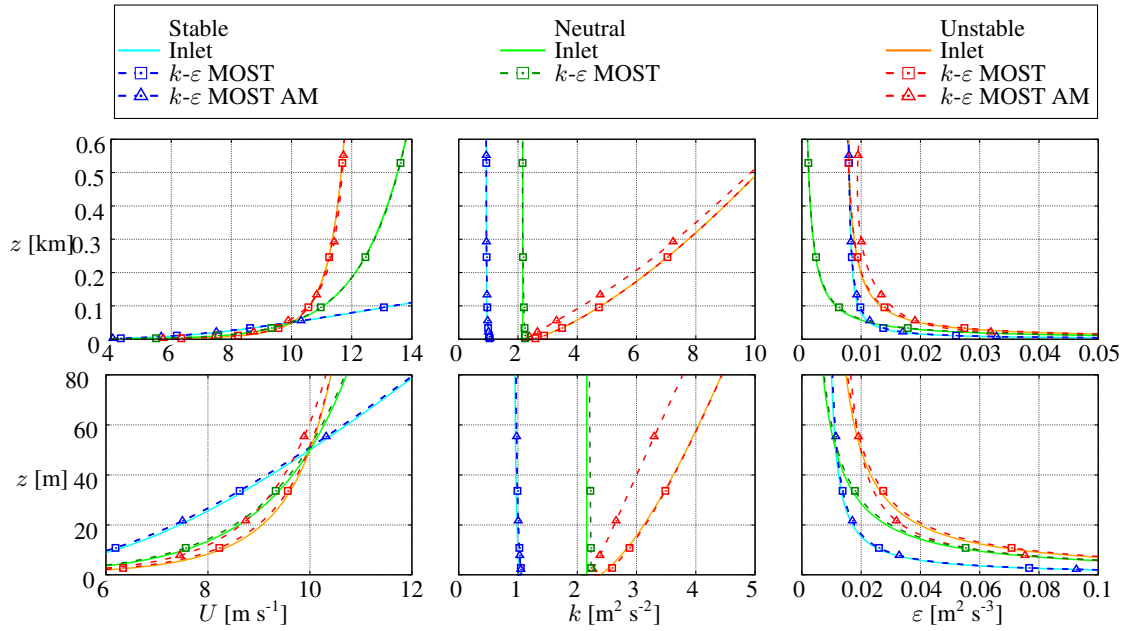 Stable Neutral Unstable
Inlet Inlet Inlet
k-ε MOST k-ε MOST k-ε MOST
k-ε MOST AM k-ε MOST AM
z [km]
0 0.1 0.2 0.3 0.4 0.5 0.6
4 6 8 10 12 14
0 2 4 6 8 10
0 0.01 0.02 0.03 0.04 0.05
z [m]
0 20 40 60 80
6 8 10 12
0 1 2 3 4 5
0 0.02 0.04 0.06 0.08 0.1
U [m s⁻¹] k [m² s⁻²] ε [m² s⁻³]